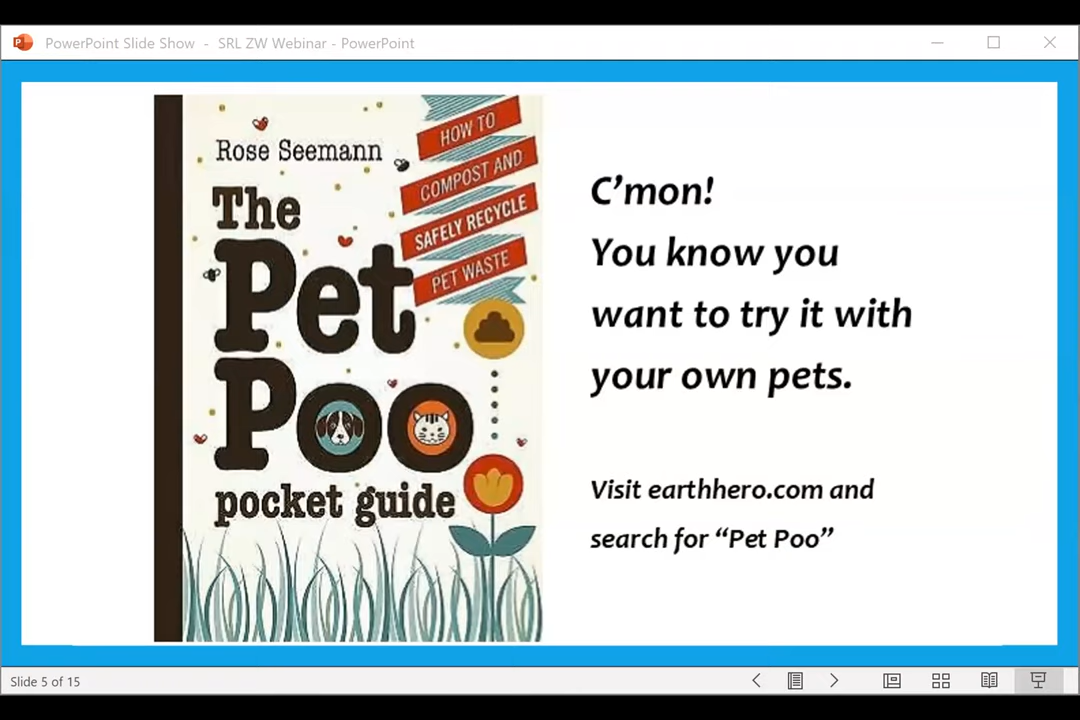 PowerPoint Slide Show - SRL ZW Webinar - PowerPoint
Rose Seemann
HOW TO
COMPOST AND
SAFELY RECYCLE
PET WASTE
The
Pet
Poo
pocket guide
C’mon!
You know you
want to try it with
your own pets.
Visit earthhero.com and
search for “Pet Poo”
Slide 5 of 15